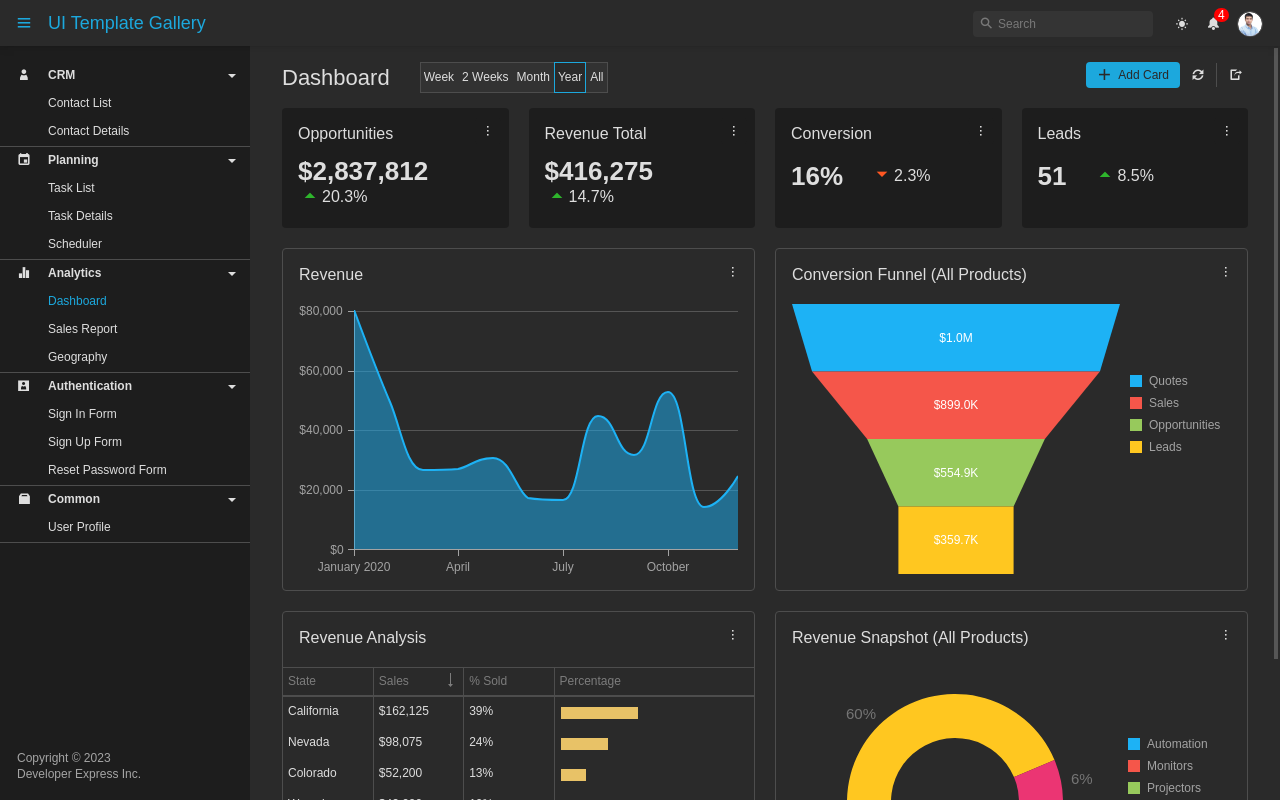 UI Template Gallery
Search
4
CRM
Contact List
Contact Details
Planning
Task List
Task Details
Scheduler
Analytics
Dashboard
Sales Report
Geography
Authentication
Sign In Form
Sign Up Form
Reset Password Form
Common
User Profile
Copyright © 2023
Developer Express Inc.
Dashboard
Week 2 Weeks Month Year All
Add Card
Opportunities
$2,837,812
20.3%
Revenue Total
$416,275
14.7%
Conversion
16% 2.3%
Leads
51 8.5%
Revenue
$80,000
$60,000
$40,000
$20,000
$0
January 2020 April July October
Conversion Funnel (All Products)
$1.0M
$899.0K
$554.9K
$359.7K
Quotes
Sales
Opportunities
Leads
Revenue Analysis
State Sales % Sold Percentage
California $162,125 39%
Nevada $98,075 24%
Colorado $52,200 13%
Revenue Snapshot (All Products)
60%
6%
Automation
Monitors
Projectors